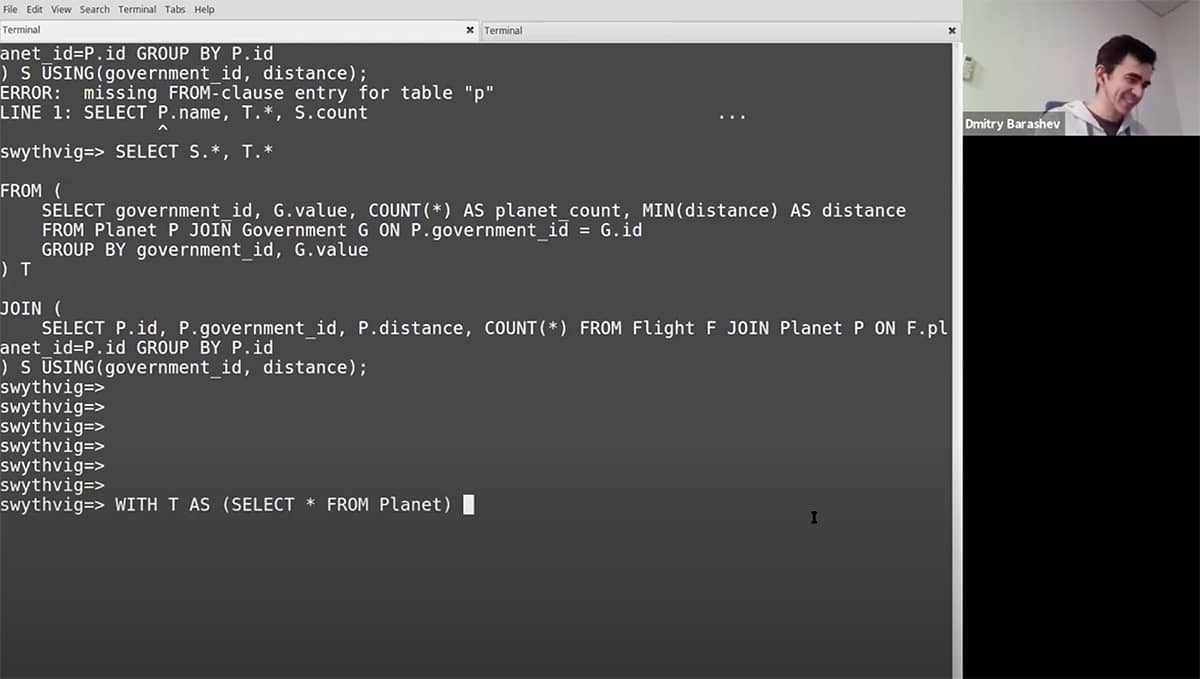 File Edit View Search Terminal Tabs Help
Terminal ✖ Terminal ✖
anet_id=P.id GROUP BY P.id
) S USING(government_id, distance);
ERROR:  missing FROM-clause entry for table "p"
LINE 1: SELECT P.name, T.*, S.count ...
^
swythvig=> SELECT S.*, T.*
FROM (
    SELECT government_id, G.value, COUNT(*) AS planet_count, MIN(distance) AS distance
    FROM Planet P JOIN Government G ON P.government_id = G.id
    GROUP BY government_id, G.value
) T
JOIN (
    SELECT P.id, P.government_id, P.distance, COUNT(*) FROM Flight F JOIN Planet P ON F.pl
anet_id=P.id GROUP BY P.id
) S USING(government_id, distance);
swythvig=>
swythvig=>
swythvig=>
swythvig=>
swythvig=>
swythvig=>
swythvig=> WITH T AS (SELECT * FROM Planet)
Dmitry Barashev